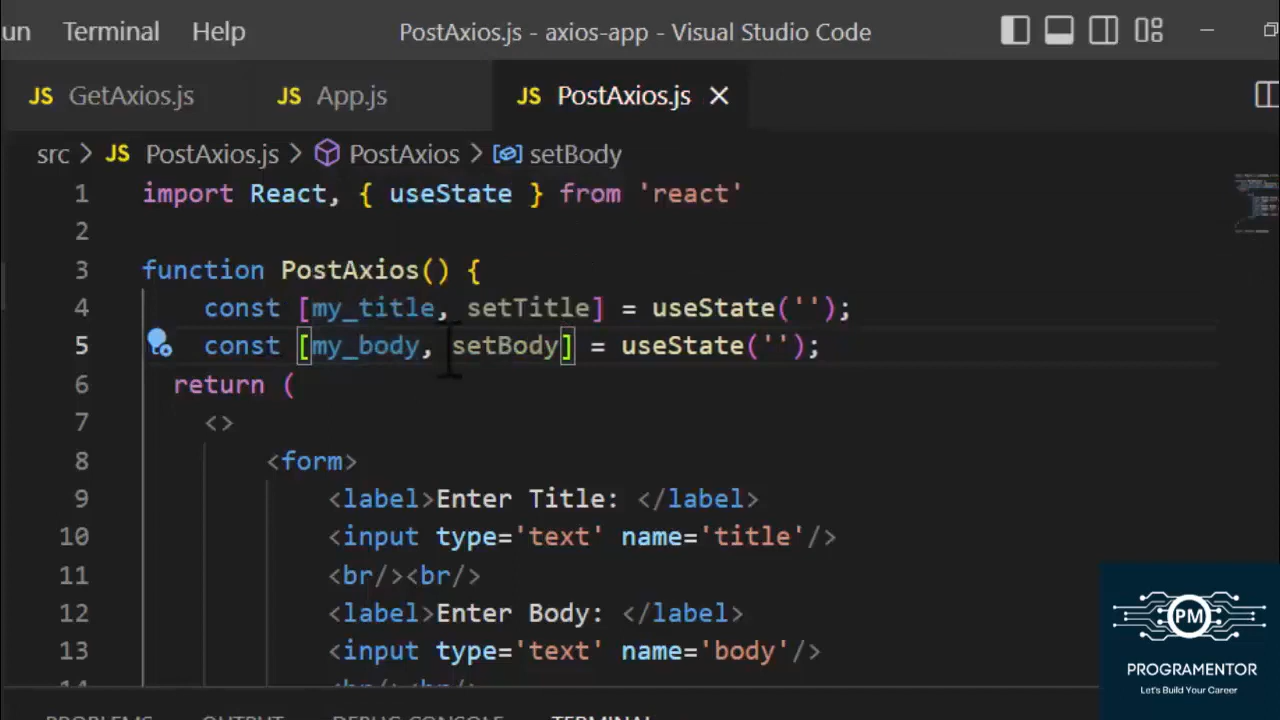 Terminal Help PostAxios.js - axios-app - Visual Studio Code
JS GetAxios.js JS App.js JS PostAxios.js
src > JS PostAxios.js > PostAxios > setBody
1 import React, { useState } from 'react'
2
3 function PostAxios() {
4 const [my_title, setTitle] = useState('');
5 const [my_body, setBody] = useState('');
6 return (
7 <>
8 <form>
9 <label>Enter Title: </label>
10 <input type='text' name='title'/>
11 <br/><br/>
12 <label>Enter Body: </label>
13 <input type='text' name='body'/>
PM
PROGRAMENTOR
Let's Build Your Career